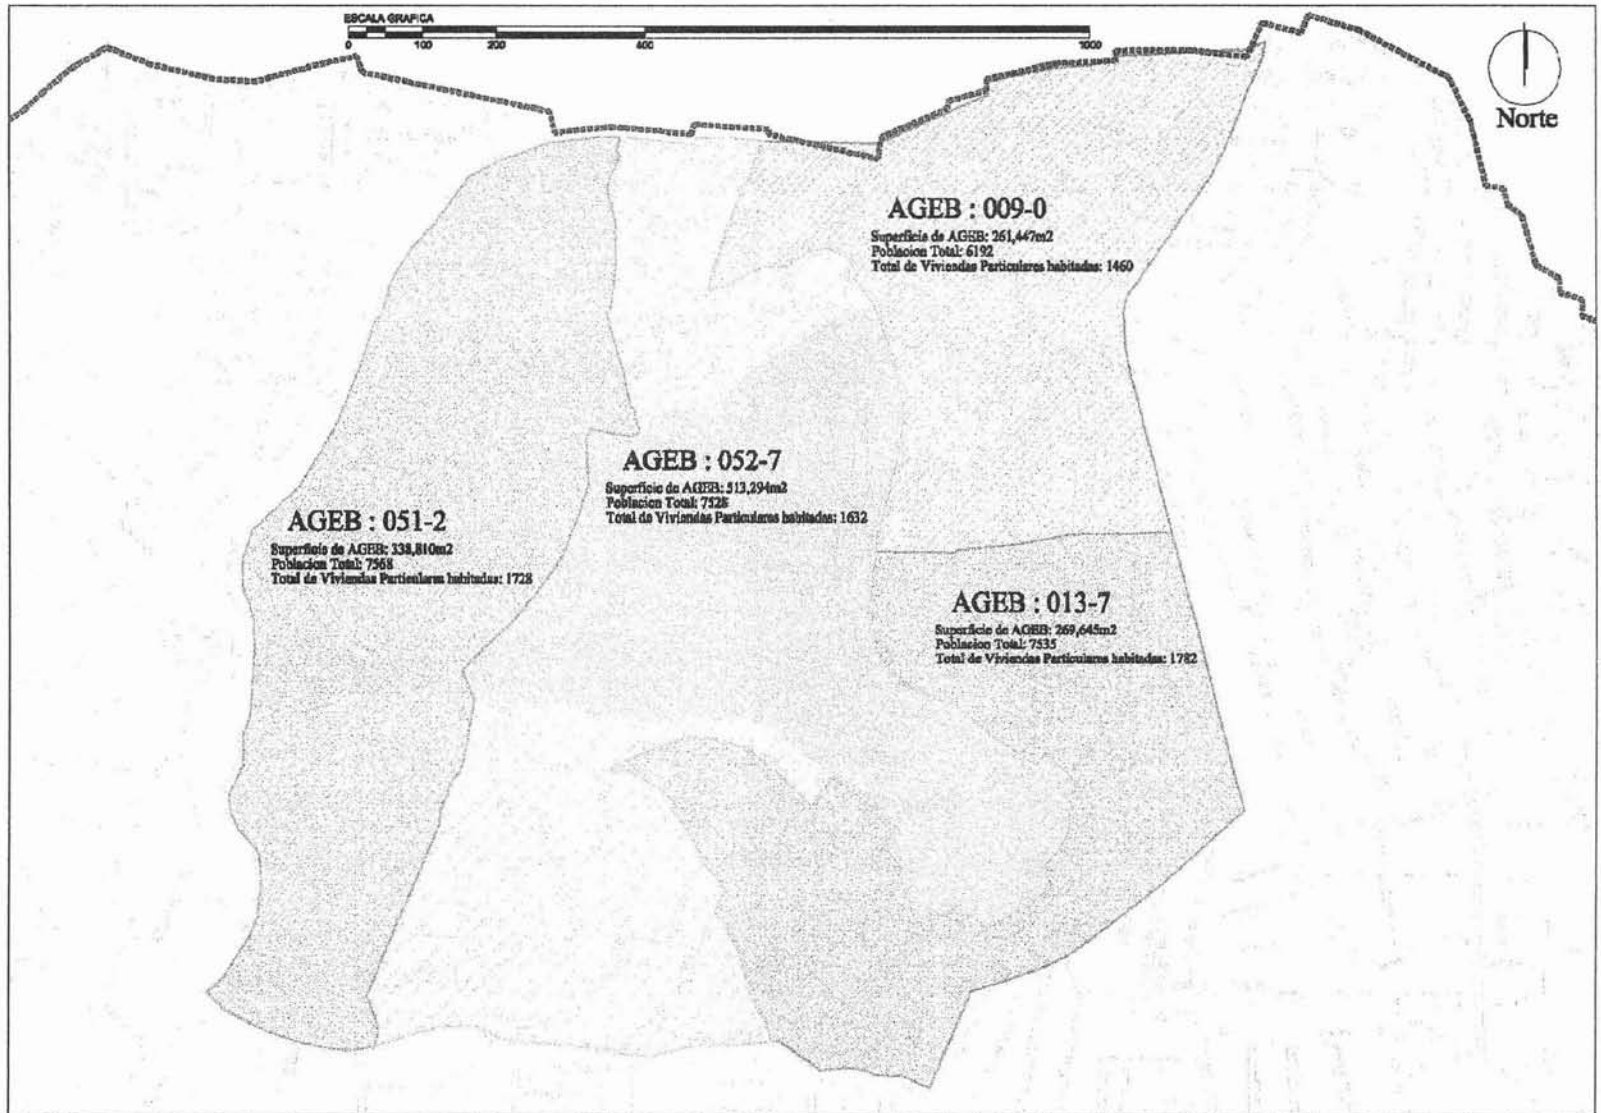 ESCALA GRAFICA
0 100 200 400 1000
Norte
AGEB : 009-0
Superficie de AGEB: 261,447m2
Poblacion Total: 6192
Total de Viviendas Particulares habitadas: 1460
AGEB : 052-7
Superficie de AGEB: 513,294m2
Poblacion Total: 7528
Total de Viviendas Particulares habitadas: 1632
AGEB : 051-2
Superficie de AGEB: 338,810m2
Poblacion Total: 7568
Total de Viviendas Particulares habitadas: 1728
AGEB : 013-7
Superficie de AGEB: 269,645m2
Poblacion Total: 7535
Total de Viviendas Particulares habitadas: 1782